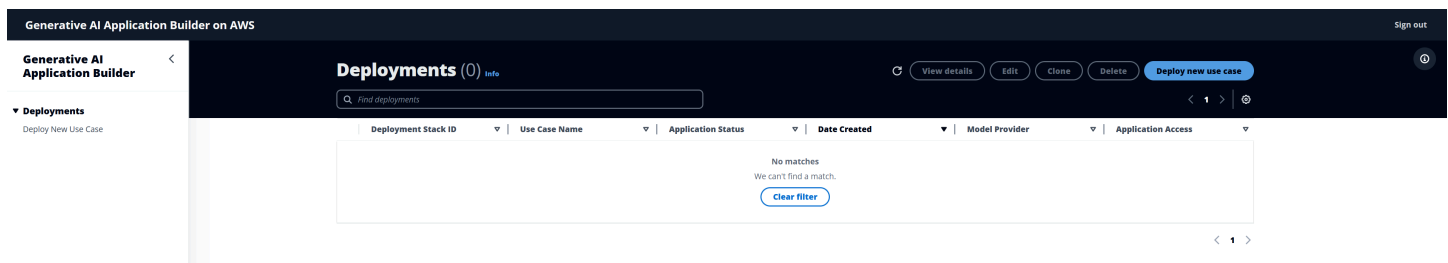 Generative AI Application Builder on AWS
Sign out
Generative AI
Application Builder
Deployments
Deploy New Use Case
Deployments (0) Info
View details Edit Clone Delete Deploy new use case
Find deployments
1
Deployment Stack ID Use Case Name Application Status Date Created Model Provider Application Access
No matches
We can't find a match.
Clear filter
1